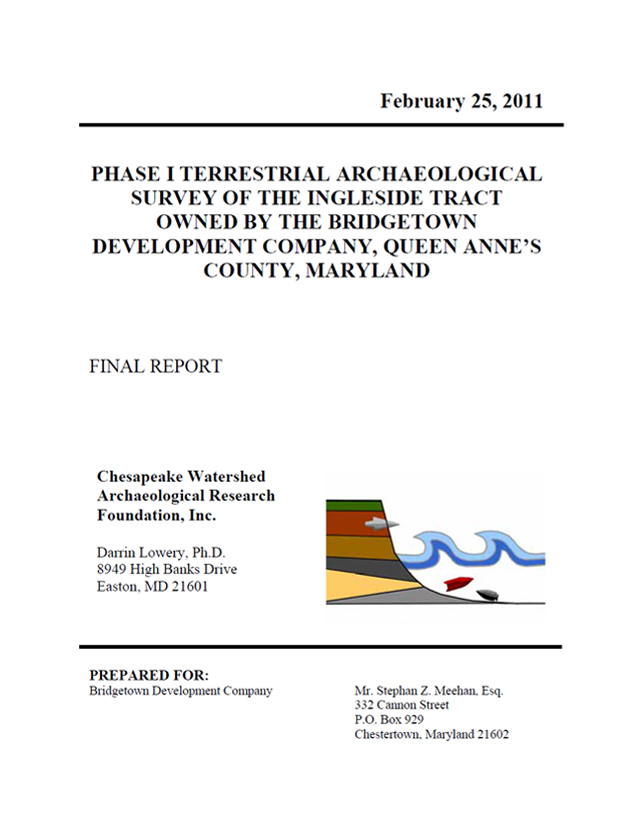 February 25, 2011
PHASE I TERRESTRIAL ARCHAEOLOGICAL
SURVEY OF THE INGLESIDE TRACT
OWNED BY THE BRIDGETOWN
DEVELOPMENT COMPANY, QUEEN ANNE'S
COUNTY, MARYLAND
FINAL REPORT
Chesapeake Watershed
Archaeological Research
Foundation, Inc.
Darrin Lowery, Ph.D.
8949 High Banks Drive
Easton, MD 21601
PREPARED FOR:
Bridgetown Development Company
Mr. Stephan Z. Meehan, Esq.
332 Cannon Street
P.O. Box 929
Chestertown, Maryland 21602